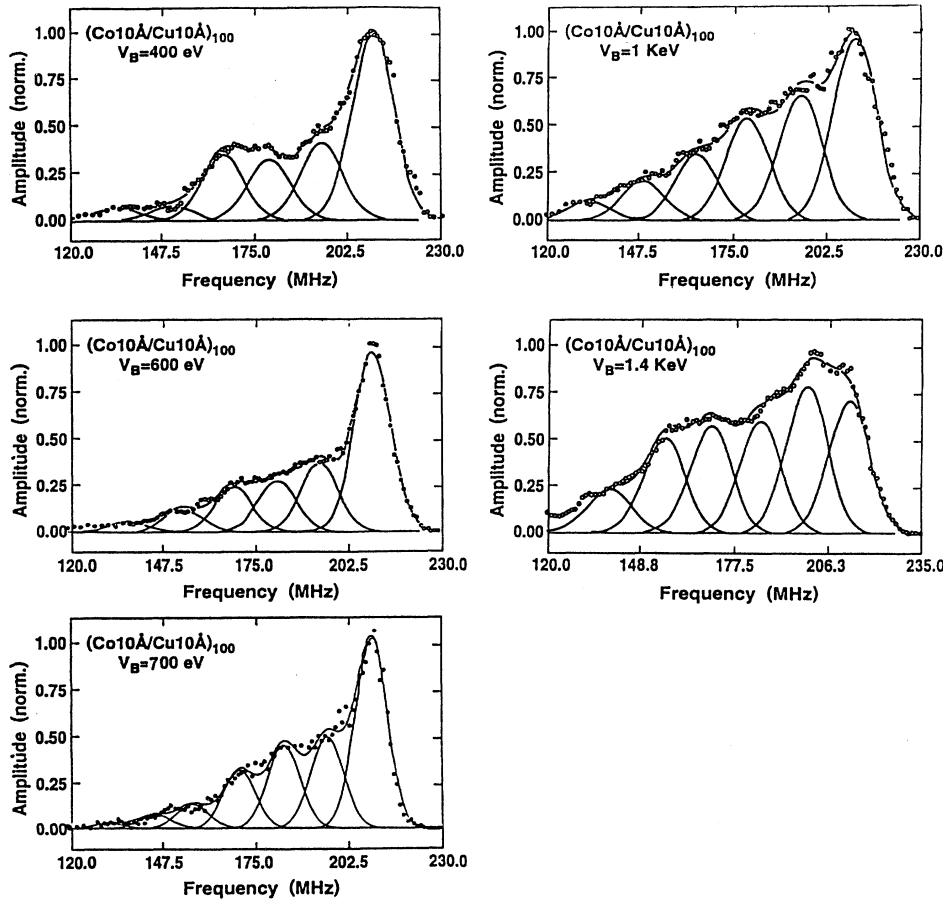 (Co10Å/Cu10Å)100
VB=400 eV
Amplitude (norm.)
1.00
0.75
0.50
0.25
0.00
120.0 147.5 175.0 202.5 230.0
Frequency (MHz)
(Co10Å/Cu10Å)100
VB=1 KeV
Amplitude (norm.)
1.00
0.75
0.50
0.25
0.00
120.0 147.5 175.0 202.5 230.0
Frequency (MHz)
(Co10Å/Cu10Å)100
VB=600 eV
Amplitude (norm.)
1.00
0.75
0.50
0.25
0.00
120.0 147.5 175.0 202.5 230.0
Frequency (MHz)
(Co10Å/Cu10Å)100
VB=1.4 KeV
Amplitude (norm.)
1.00
0.75
0.50
0.25
0.00
120.0 148.8 177.5 206.3 235.0
Frequency (MHz)
(Co10Å/Cu10Å)100
VB=700 eV
Amplitude (norm.)
1.00
0.75
0.50
0.25
0.00
120.0 147.5 175.0 202.5 230.0
Frequency (MHz)